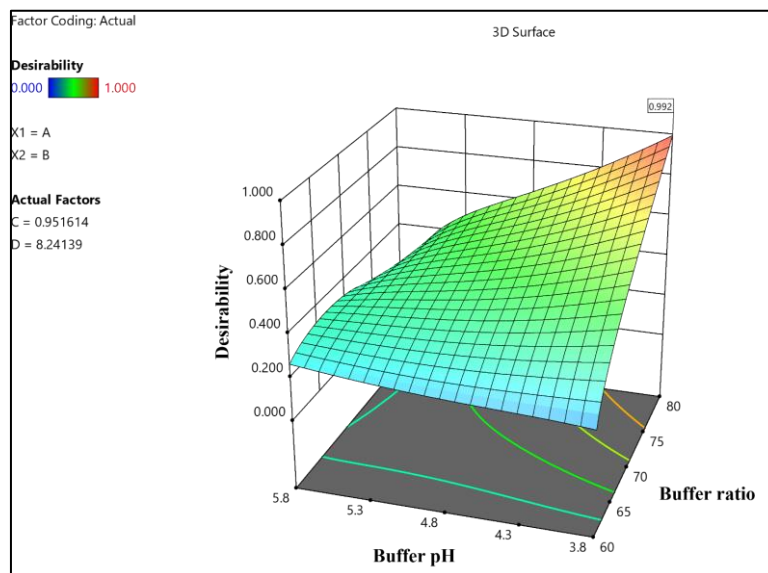 Factor Coding: Actual
3D Surface
Desirability
0.000 1.000
X1 = A
X2 = B
Actual Factors
C = 0.951614
D = 8.24139
0.992
1.000
0.800
0.600
0.400
0.200
0.000
Desirability
5.8
5.3
4.8
4.3
3.8
Buffer pH
60
65
70
75
80
Buffer ratio